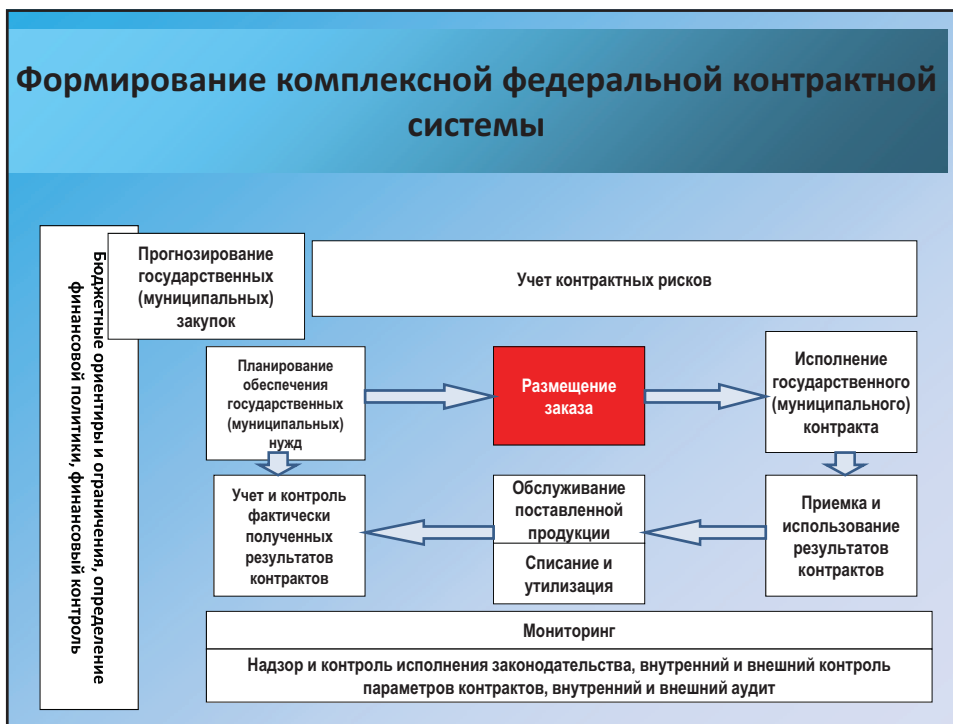 Формирование комплексной федеральной контрактной
системы
Бюджетные ориентиры и ограничения, определение
финансовой политики, финансовый контроль
Прогнозирование
государственных
(муниципальных)
закупок
Учет контрактных рисков
Планирование
обеспечения
государственных
(муниципальных)
нужд
Размещение
заказа
Исполнение
государственного
(муниципального)
контракта
Учет и контроль
фактически
полученных
результатов
контрактов
Обслуживание
поставленной
продукции
Списание и
утилизация
Приемка и
использование
результатов
контрактов
Мониторинг
Надзор и контроль исполнения законодательства, внутренний и внешний контроль
параметров контрактов, внутренний и внешний аудит